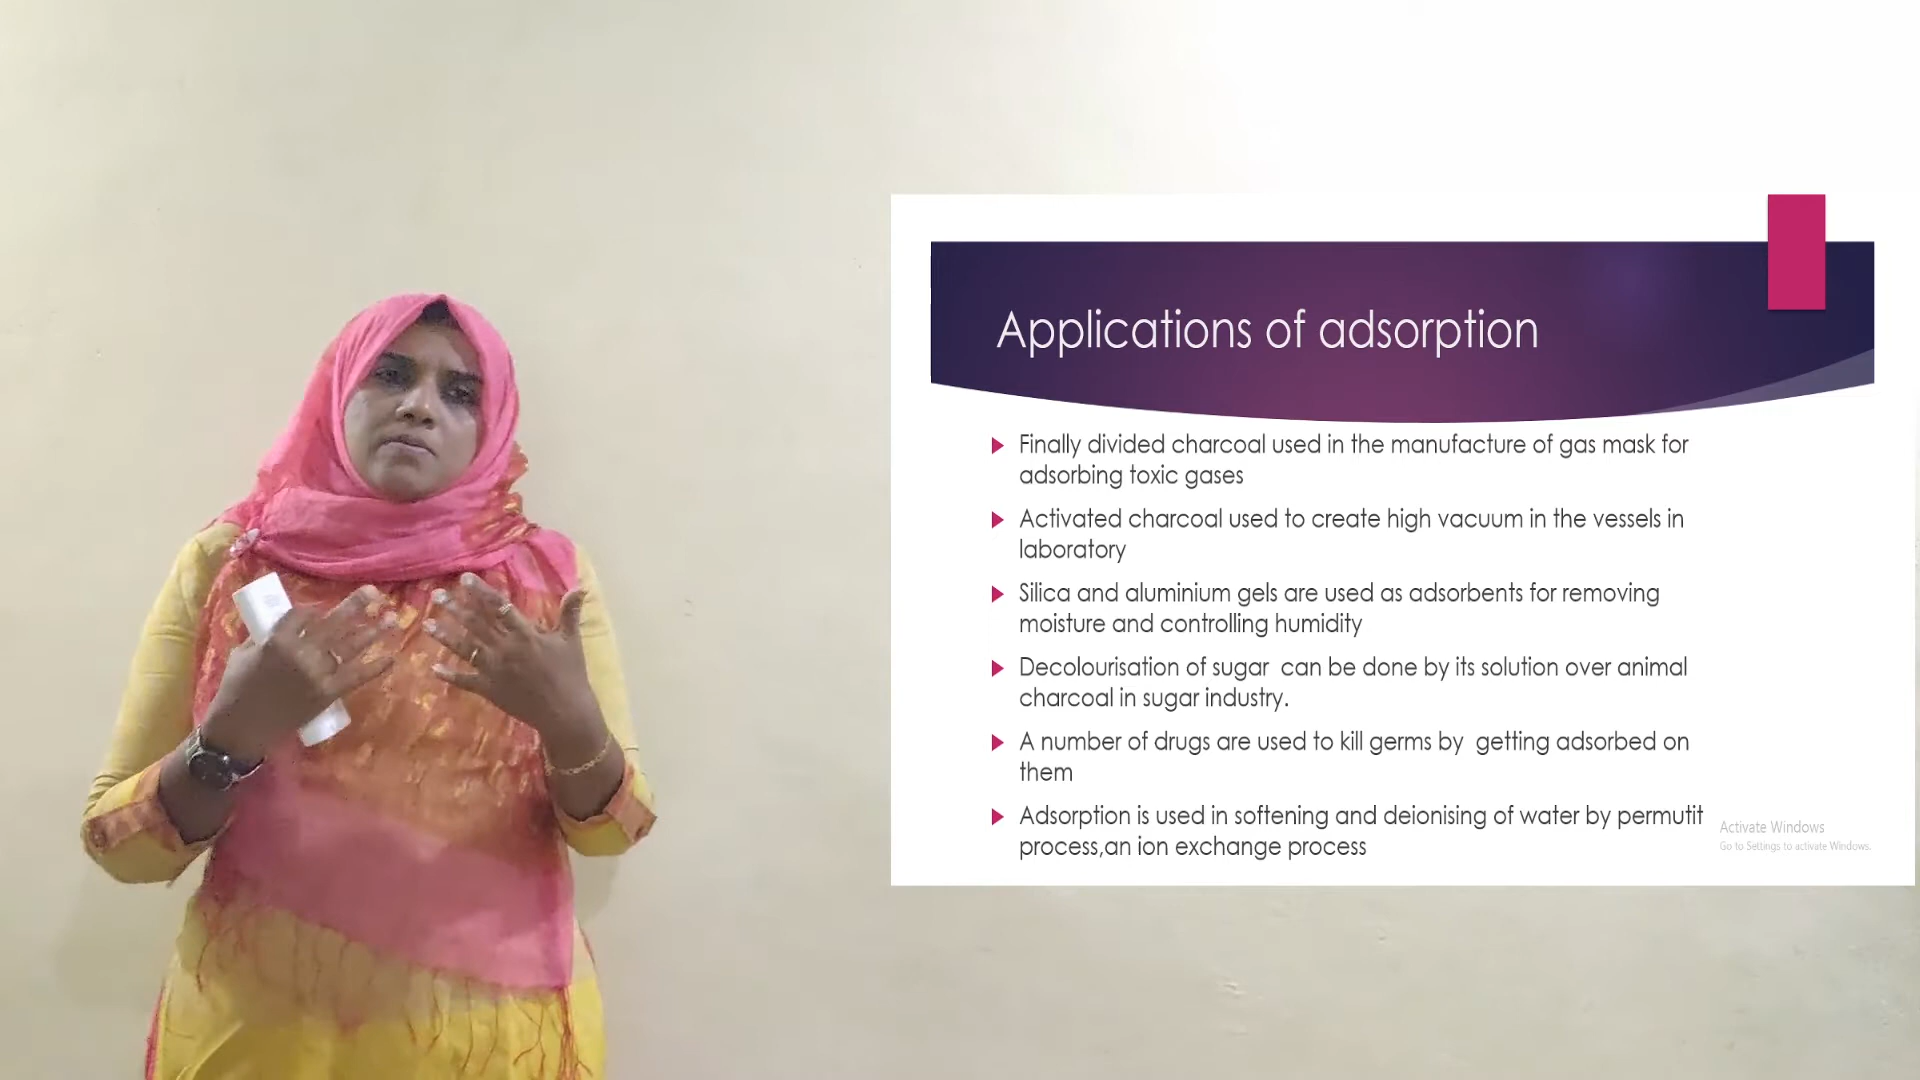 Applications of adsorption
Finally divided charcoal used in the manufacture of gas mask for
adsorbing toxic gases
Activated charcoal used to create high vacuum in the vessels in
laboratory
Silica and aluminium gels are used as adsorbents for removing
moisture and controlling humidity
Decolourisation of sugar can be done by its solution over animal
charcoal in sugar industry.
A number of drugs are used to kill germs by getting adsorbed on
them
Adsorption is used in softening and deionising of water by permutit
process,an ion exchange process
Activate Windows
Go to Settings to activate Windows.